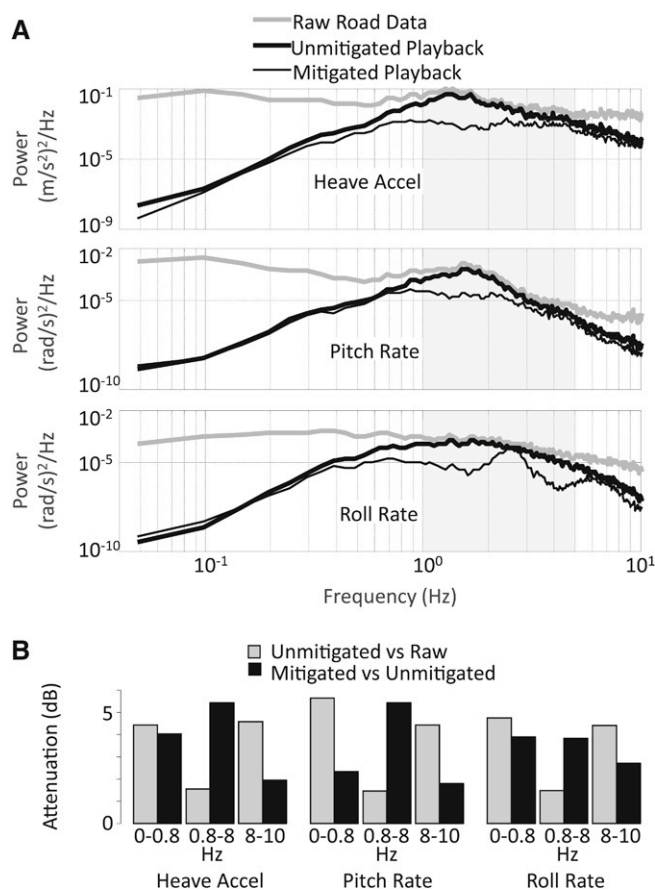 A
Raw Road Data
Unmitigated Playback
Mitigated Playback
Power
(m/s²)²/Hz
10⁻¹
10⁻⁵
10⁻⁹
Heave Accel
Power
(rad/s)²/Hz
10⁻²
10⁻⁵
10⁻¹⁰
Pitch Rate
Power
(rad/s)²/Hz
10⁻²
10⁻⁵
10⁻¹⁰
Roll Rate
10⁻¹ 10⁰ 10¹
Frequency (Hz)
B
Unmitigated vs Raw
Mitigated vs Unmitigated
Attenuation (dB)
5
0
0-0.8 0.8-8 8-10 0-0.8 0.8-8 8-10 0-0.8 0.8-8 8-10
Hz Hz Hz
Heave Accel Pitch Rate Roll Rate